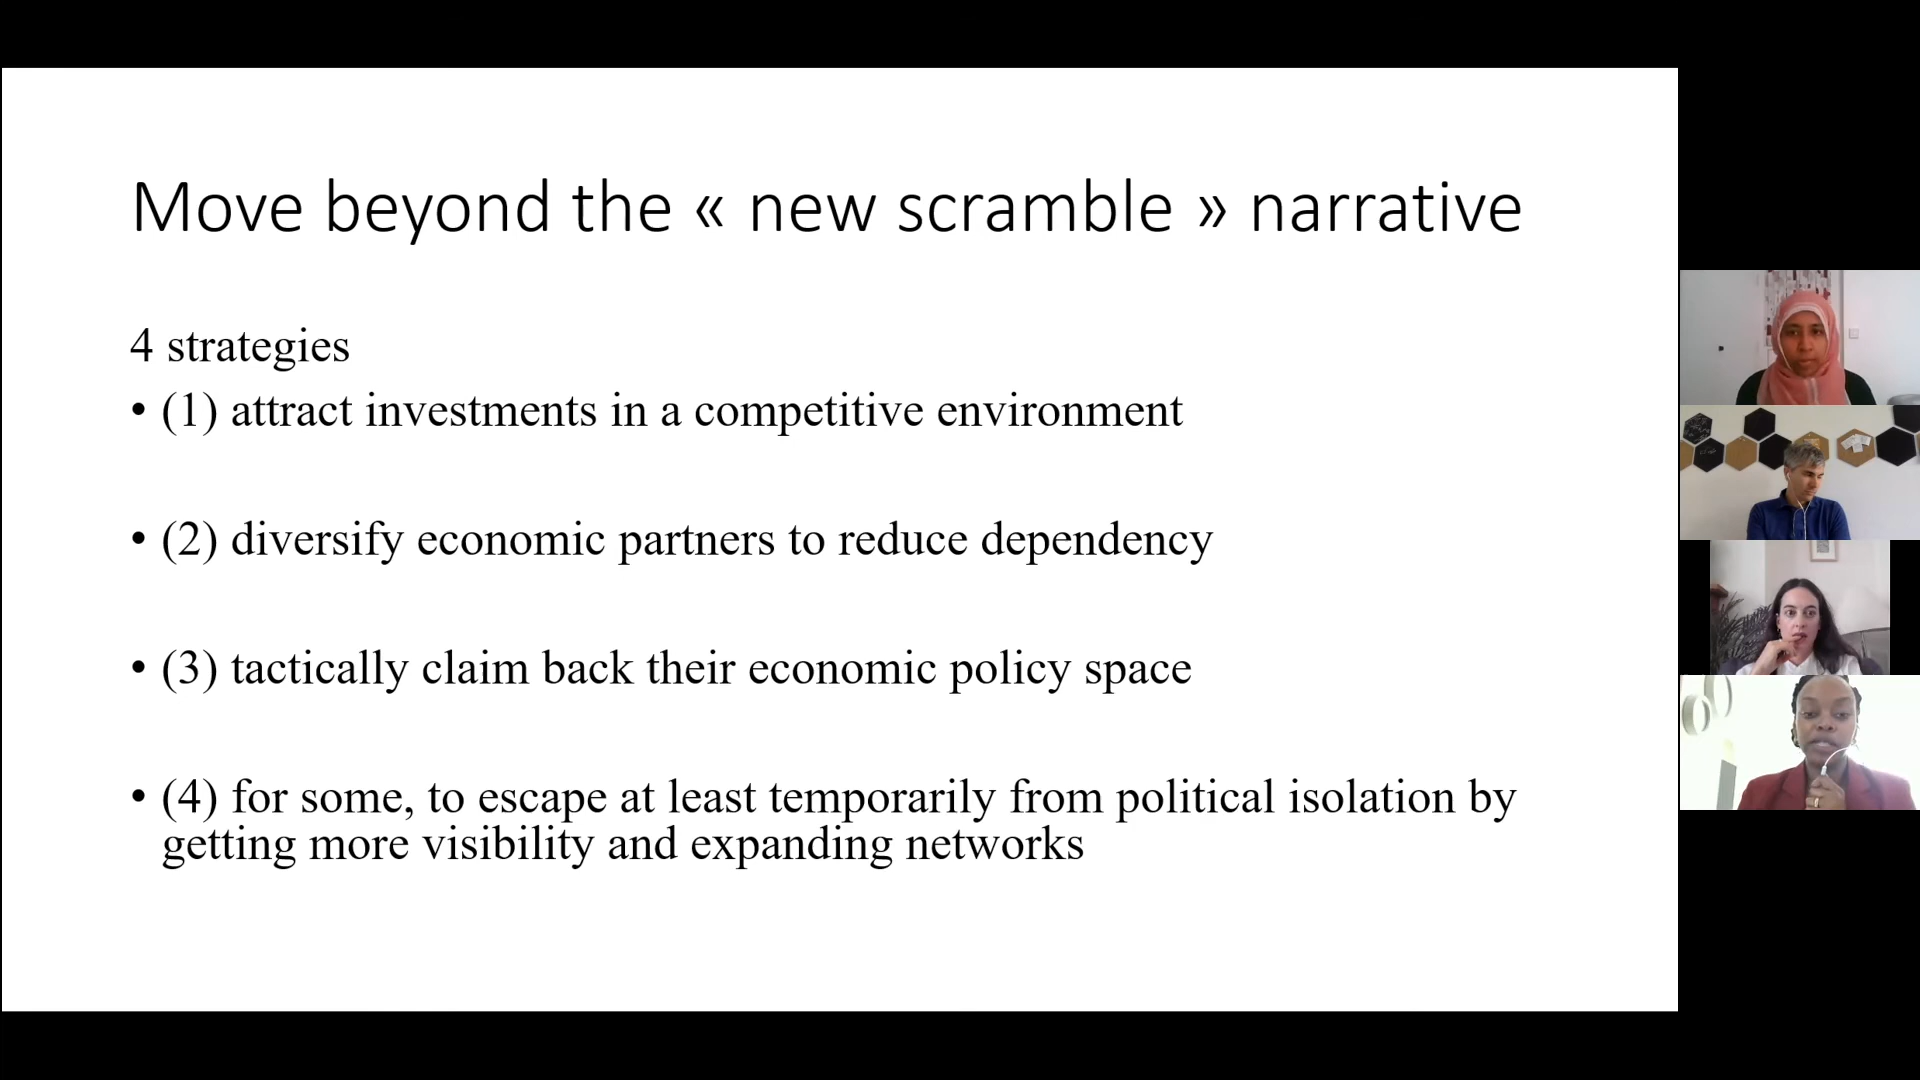 Move beyond the « new scramble » narrative
4 strategies
• (1) attract investments in a competitive environment
• (2) diversify economic partners to reduce dependency
• (3) tactically claim back their economic policy space
• (4) for some, to escape at least temporarily from political isolation by
getting more visibility and expanding networks